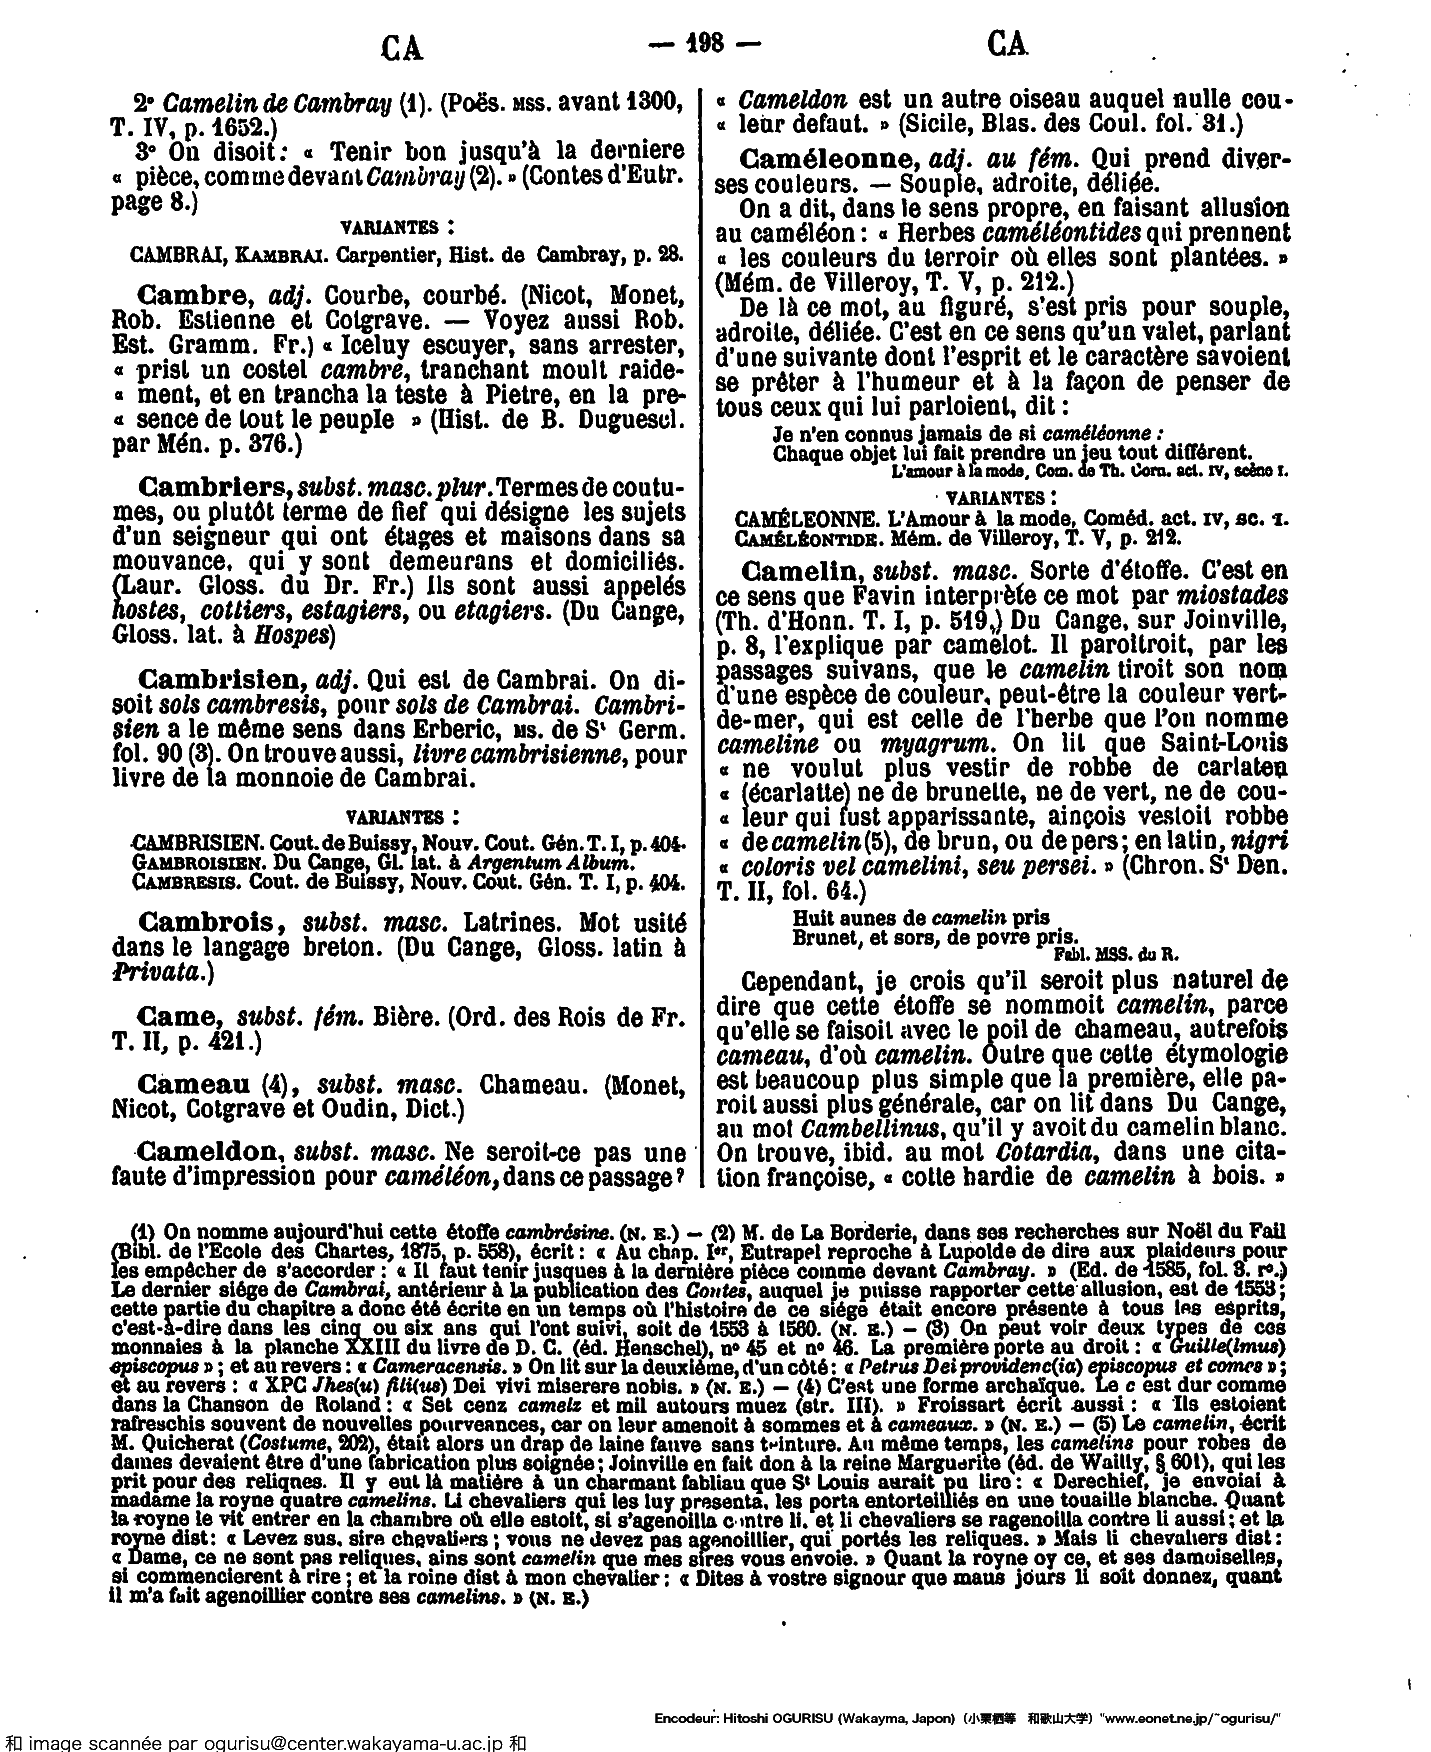 CA — 198 — CA
2° Camelin de Cambray (1). (Poës. MSS. avant 1300,
T. IV, p. 1652.)
3° On disoit : « Tenir bon jusqu'à la derniere
« pièce, comme devant Cambray (2). » (Contes d'Eutr.
page 8.)
VARIANTES :
CAMBRAI, KAMBRAI. Carpentier, Hist. de Cambray, p. 28.
Cambre, adj. Courbe, courbé. (Nicot, Monet,
Rob. Estienne et Cotgrave. — Voyez aussi Rob.
Est. Gramm. Fr.) « Iceluy escuyer, sans arrester,
« prist un costel cambre, tranchant moult raide-
« ment, et en trancha la teste à Pietre, en la pre-
« sence de tout le peuple » (Hist. de B. Duguescl.
par Mén. p. 376.)
Cambriers, subst. masc. plur. Termes de coutu-
mes, ou plutôt terme de fief qui désigne les sujets
d'un seigneur qui ont étages et maisons dans sa
mouvance, qui y sont demeurans et domiciliés.
(Laur. Gloss. du Dr. Fr.) Ils sont aussi appelés
hostes, cottiers, estagiers, ou etagiers. (Du Cange,
Gloss. lat. à Hospes)
Cambrisien, adj. Qui est de Cambrai. On di-
soit sols cambresis, pour sols de Cambrai. Cambri-
sien a le même sens dans Erberic, MS. de St Germ.
fol. 90 (3). On trouve aussi, livre cambrisienne, pour
livre de la monnoie de Cambrai.
VARIANTES :
CAMBRISIEN. Cout. de Buissy, Nouv. Cout. Gén. T. I, p. 404.
GAMBROISIEN. Du Cange, Gl. lat. à Argentum Album.
CAMBRESIS. Cout. de Buissy, Nouv. Cout. Gén. T. I, p. 404.
Cambrois, subst. masc. Latrines. Mot usité
dans le langage breton. (Du Cange, Gloss. latin à
Privata.)
Came, subst. fém. Bière. (Ord. des Rois de Fr.
T. II, p. 421.)
Cameau (4), subst. masc. Chameau. (Monet,
Nicot, Cotgrave et Oudin, Dict.)
Cameldon, subst. masc. Ne seroit-ce pas une
faute d'impression pour caméléon, dans ce passage?
« Cameldon est un autre oiseau auquel nulle cou-
« leur defaut. » (Sicile, Blas. des Coul. fol. 31.)
Caméleonne, adj. au fém. Qui prend diver-
ses couleurs. — Souple, adroite, déliée.
On a dit, dans le sens propre, en faisant allusion
au caméléon : « Herbes caméléontides qui prennent
« les couleurs du terroir où elles sont plantées. »
(Mém. de Villeroy, T. V, p. 212.)
De là ce mot, au figuré, s'est pris pour souple,
adroite, déliée. C'est en ce sens qu'un valet, parlant
d'une suivante dont l'esprit et le caractère savoient
se prêter à l'humeur et à la façon de penser de
tous ceux qui lui parloient, dit :
Je n'en connus jamais de si caméléonne :
Chaque objet lui fait prendre un jeu tout différent.
L'amour à la mode, Com. de Th. Corn. act. IV, scène I.
VARIANTES :
CAMÉLEONNE. L'Amour à la mode, Coméd. act. IV, sc. I.
CAMÉLÉONTIDE. Mém. de Villeroy, T. V, p. 212.
Camelin, subst. masc. Sorte d'étoffe. C'est en
ce sens que Favin interprète ce mot par miostades
(Th. d'Honn. T. I, p. 519.) Du Cange, sur Joinville,
p. 8, l'explique par camelot. Il paroîtroit, par les
passages suivans, que le camelin tiroit son nom
d'une espèce de couleur, peut-être la couleur vert-
de-mer, qui est celle de l'herbe que l'on nomme
cameline ou myagrum. On lit que Saint-Louis
« ne voulut plus vestir de robbe de carlaten
« (écarlatte) ne de brunette, ne de vert, ne de cou-
« leur qui fust apparissante, ainçois vestoit robbe
« de camelin (5), de brun, ou de pers ; en latin, nigri
« coloris vel camelini, seu persei. » (Chron. St Den.
T. II, fol. 64.)
Huit aunes de camelin pris
Brunet, et sors, de povre pris.
Fabl. MSS. du R.
Cependant, je crois qu'il seroit plus naturel de
dire que cette étoffe se nommoit camelin, parce
qu'elle se faisoit avec le poil de chameau, autrefois
cameau, d'où camelin. Outre que cette étymologie
est beaucoup plus simple que la première, elle pa-
roit aussi plus générale, car on lit dans Du Cange,
au mot Cambellinus, qu'il y avoit du camelin blanc.
On trouve, ibid. au mot Cotardia, dans une cita-
tion françoise, « cotte hardie de camelin à bois. »
(1) On nomme aujourd'hui cette étoffe cambrésine. (N. E.) — (2) M. de La Borderie, dans ses recherches sur Noël du Fail
(Bibl. de l'Ecole des Chartes, 1875, p. 558), écrit : « Au chap. Ier, Eutrapel reproche à Lupolde de dire aux plaideurs pour
les empêcher de s'accorder : « Il faut tenir jusques à la dernière pièce comme devant Cambray. » (Ed. de 1585, fol. 8. r°.)
Le dernier siége de Cambrai, antérieur à la publication des Contes, auquel je puisse rapporter cette allusion, est de 1553 ;
cette partie du chapitre a donc été écrite en un temps où l'histoire de ce siége était encore présente à tous les esprits,
c'est-à-dire dans les cinq ou six ans qui l'ont suivi, soit de 1553 à 1560. (N. E.) — (3) On peut voir deux types de ces
monnaies à la planche XXIII du livre de D. C. (éd. Henschel), n° 45 et n° 46. La première porte au droit : « Guille(lmus)
episcopus » ; et au revers : « Cameracensis. » On lit sur la deuxième, d'un côté : « Petrus Dei providenc(ia) episcopus et comes » ;
et au revers : « XPC Jhes(u) fili(us) Dei vivi miserere nobis. » (N. E.) — (4) C'est une forme archaïque. Le c est dur comme
dans la Chanson de Roland : « Set cenz camelz et mil autours muez (str. III). » Froissart écrit aussi : « Ils estoient
rafreschis souvent de nouvelles pourveances, car on leur amenoit à sommes et à cameaux. » (N. E.) — (5) Le camelin, écrit
M. Quicherat (Costume, 202), était alors un drap de laine fauve sans teinture. Au même temps, les camelins pour robes de
dames devaient être d'une fabrication plus soignée ; Joinville en fait don à la reine Marguerite (éd. de Wailly, § 601), qui les
prit pour des reliques. Il y eut là matière à un charmant fabliau que St Louis aurait pu lire : « Derechief, je envoiai à
madame la royne quatre camelins. Li chevaliers qui les luy presenta, les porta entorteilliés en une touaille blanche. Quant
la royne le vit entrer en la chambre où elle estoit, si s'agenoilla contre li, et li chevaliers se ragenoilla contre li aussi ; et la
royne dist : « Levez sus, sire chevaliers ; vous ne devez pas agenoillier, qui portés les reliques. » Mais li chevaliers dist :
« Dame, ce ne sont pas reliques, ains sont camelin que mes sires vous envoie. » Quant la royne oy ce, et ses damoiselles,
si commencierent à rire ; et la roine dist à mon chevalier : « Dites à vostre signour que maus jours li soit donnez, quant
il m'a fait agenoillier contre ses camelins. » (N. E.)
Encodeur: Hitoshi OGURISU (Wakayma, Japon) (小栗栖等 和歌山大学) "www.eonet.ne.jp/~ogurisu/"
和 image scannée par ogurisu@center.wakayama-u.ac.jp 和